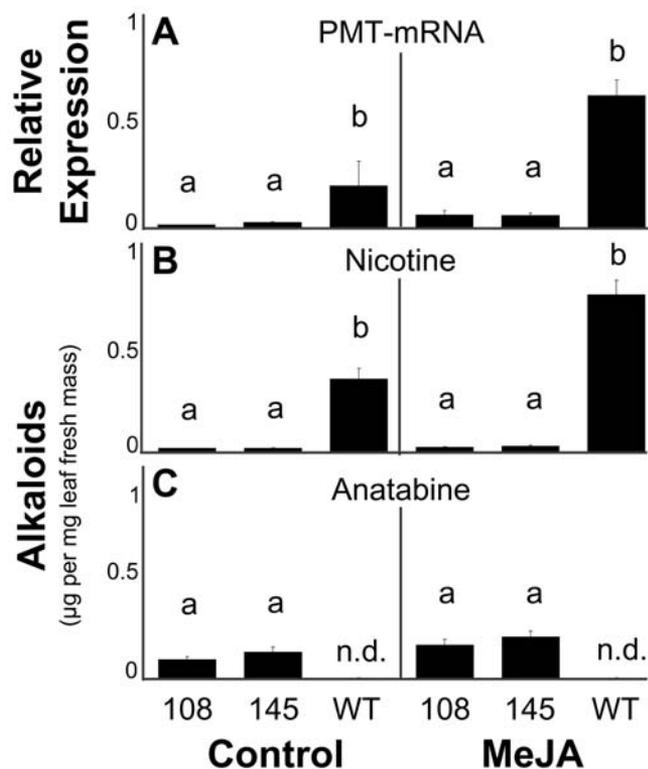 Relative
Expression
A
PMT-mRNA
1
0.5
0
a
a
b
a
a
b
Alkaloids
(µg per mg leaf fresh mass)
B
Nicotine
1
0.5
0
a
a
b
a
a
b
C
Anatabine
1
0.5
0
a
a
n.d.
a
a
n.d.
108 145 WT 108 145 WT
Control MeJA